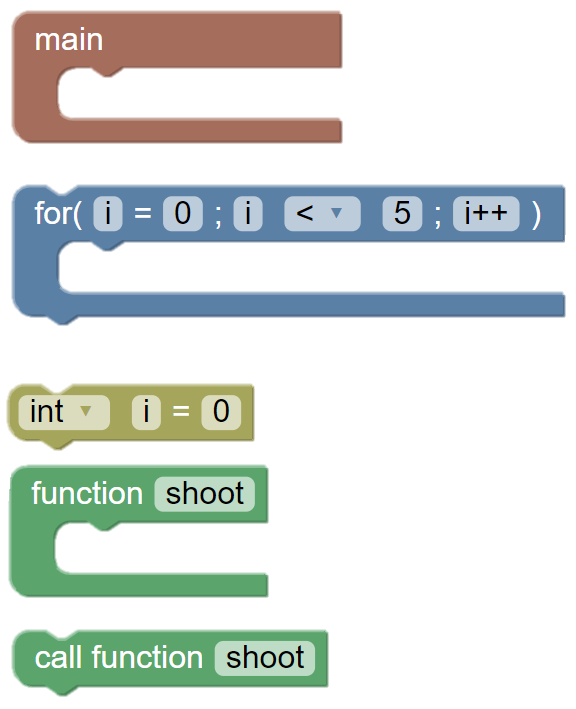 main
for( i = 0 ; i < 5 ; i++ )
int i = 0
function shoot
call function shoot